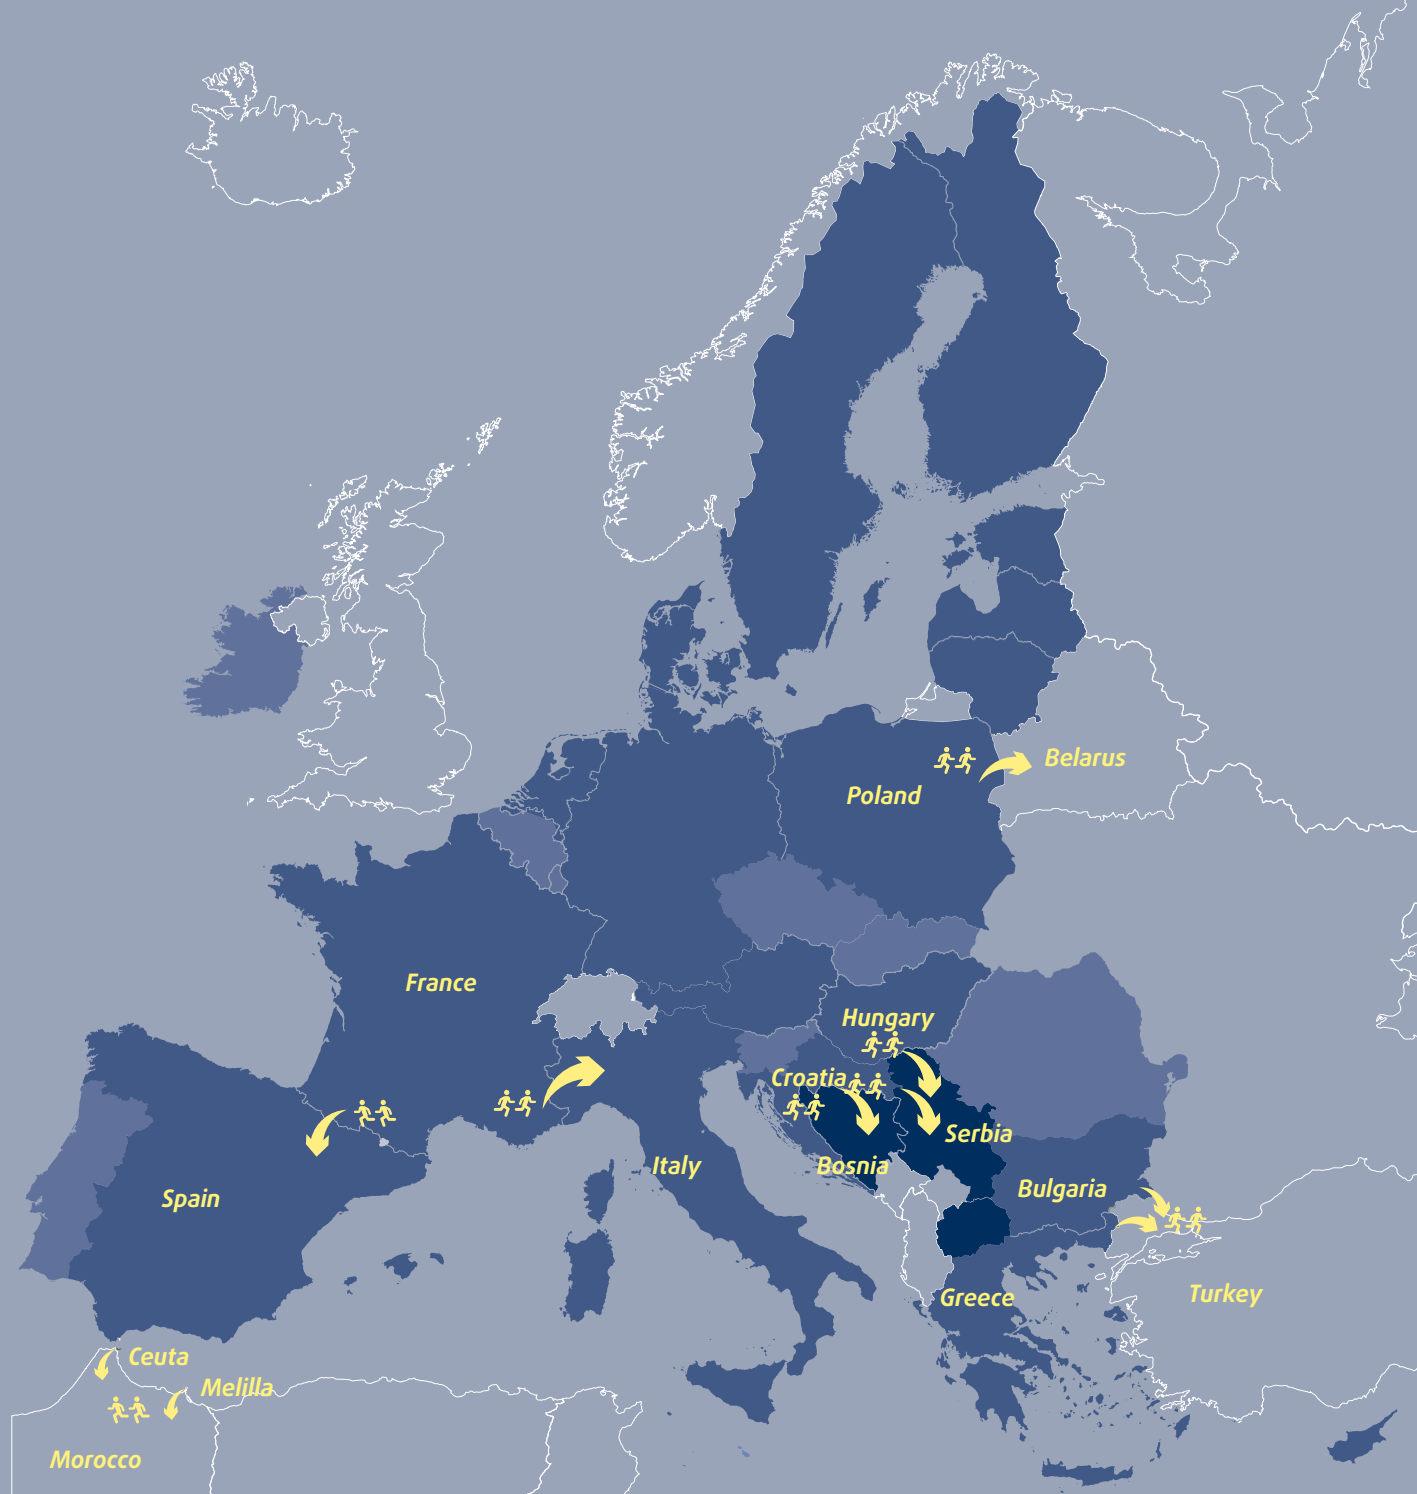 Belarus
Poland
France
Hungary
Croatia
Serbia
Italy
Bosnia
Bulgaria
Spain
Turkey
Greece
Ceuta
Melilla
Morocco